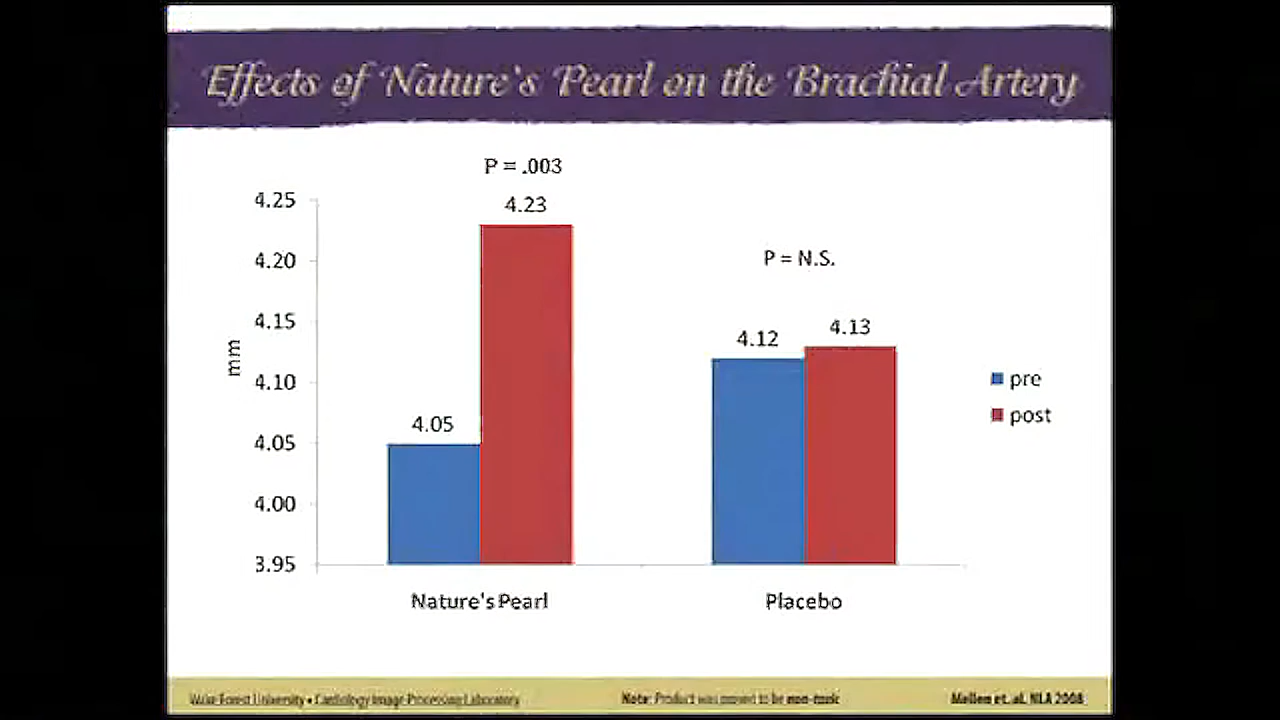 Effects of Nature's Pearl on the Brachial Artery
P = .003
4.25
4.23
4.20
P = N.S.
4.15
4.12
4.13
mm
4.10
pre
4.05
4.05
post
4.00
3.95
Nature's Pearl
Placebo
Wake Forest University • Cardiology Image Processing Laboratory
Note: Product was proved to be non-toxic
Mellen et. al. NLA 2008